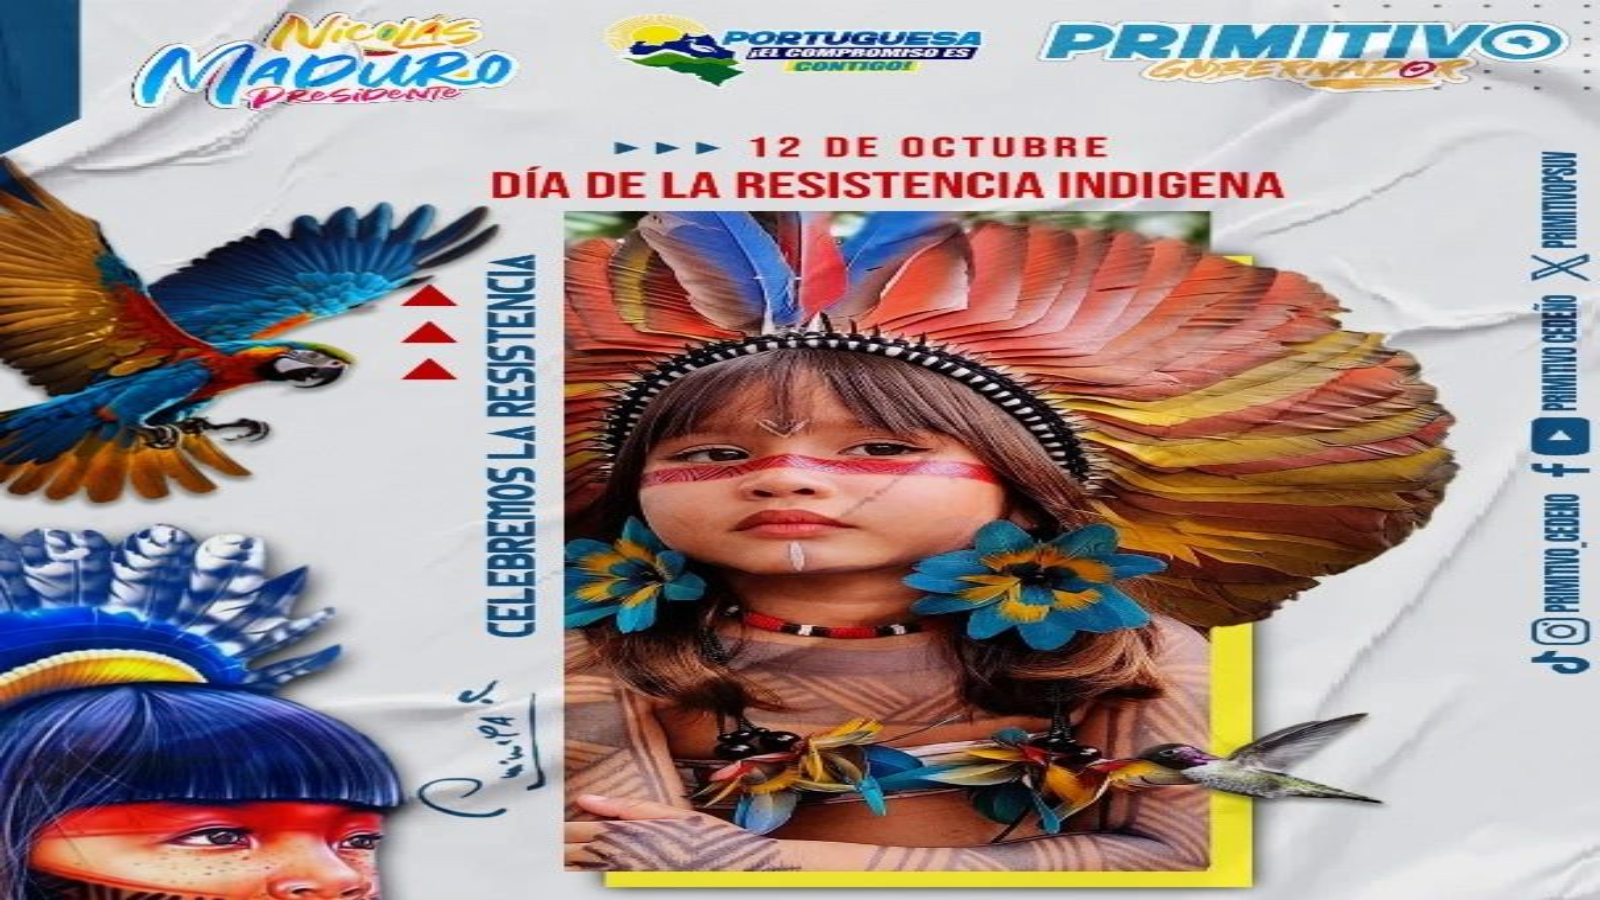 Nicolás
Maduro
Presidente
PORTUGUESA
¡EL COMPROMISO ES
CONTIGO!
PRIMITIVO
GOBERNADOR
12 DE OCTUBRE
DÍA DE LA RESISTENCIA INDIGENA
CELEBREMOS LA RESISTENCIA
PRIMITIVOPSUV
PRIMITIVO CEDEÑO
PRIMITIVO_CEDENO